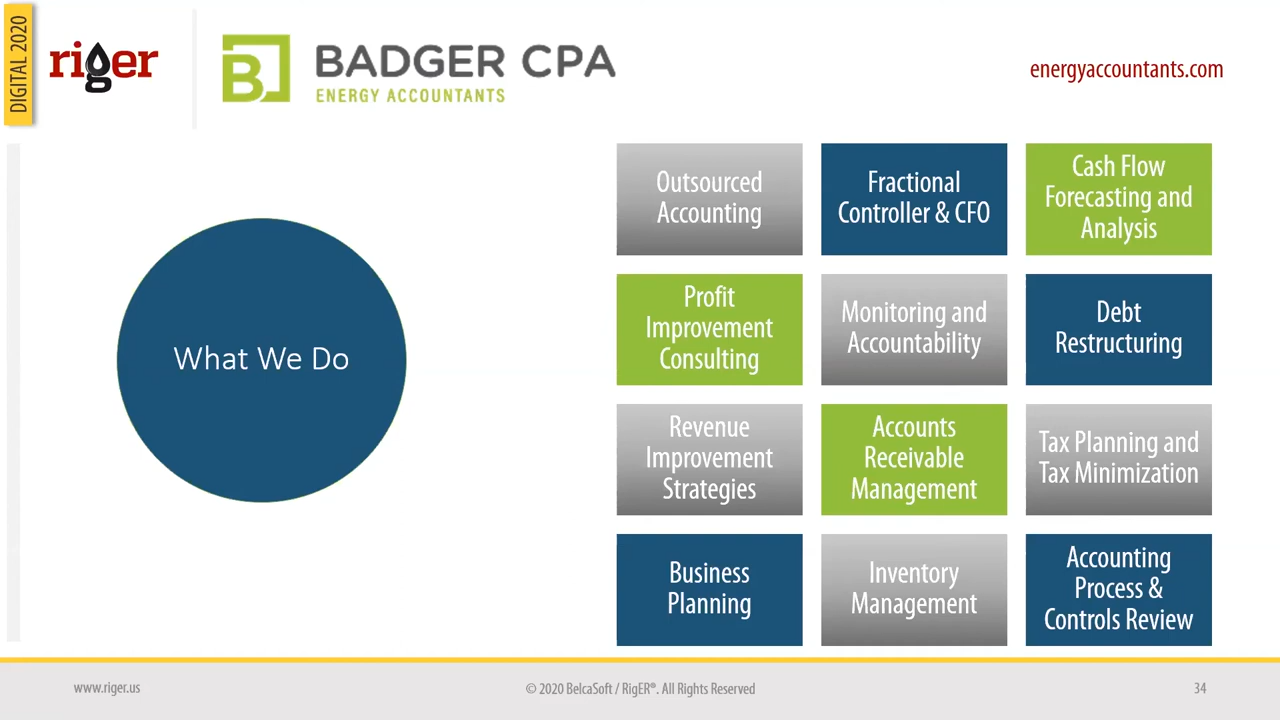 DIGITAL 2020
riger
BADGER CPA
ENERGY ACCOUNTANTS
energyaccountants.com
What We Do
Outsourced
Accounting
Fractional
Controller & CFO
Cash Flow
Forecasting and
Analysis
Profit
Improvement
Consulting
Monitoring and
Accountability
Debt
Restructuring
Revenue
Improvement
Strategies
Accounts
Receivable
Management
Tax Planning and
Tax Minimization
Business
Planning
Inventory
Management
Accounting
Process &
Controls Review
www.riger.us
© 2020 BelcaSoft / RigER®. All Rights Reserved
34